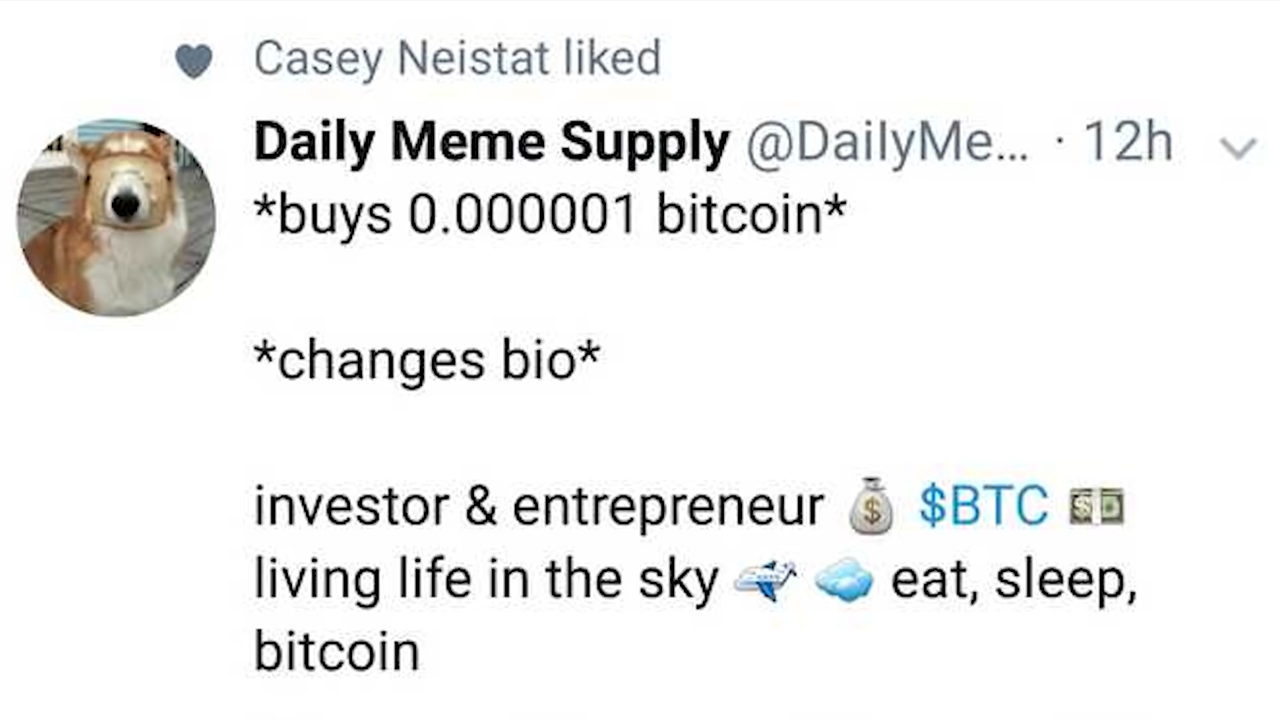 Casey Neistat liked
Daily Meme Supply @DailyMe... · 12h
*buys 0.000001 bitcoin*
*changes bio*
investor & entrepreneur 💰 $BTC 💵
living life in the sky ✈️ ☁️ eat, sleep,
bitcoin